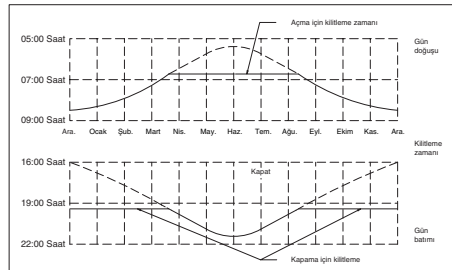 Açma için kilitleme zamanı
05:00 Saat
Gün
doğuşu
07:00 Saat
09:00 Saat
Ara. Ocak Şub. Mart Nis. May. Haz. Tem. Ağu. Eyl. Ekim Kas. Ara.
Kilitleme
zamanı
16:00 Saat
Kapat
19:00 Saat
Gün
batımı
22:00 Saat
Kapama için kilitleme